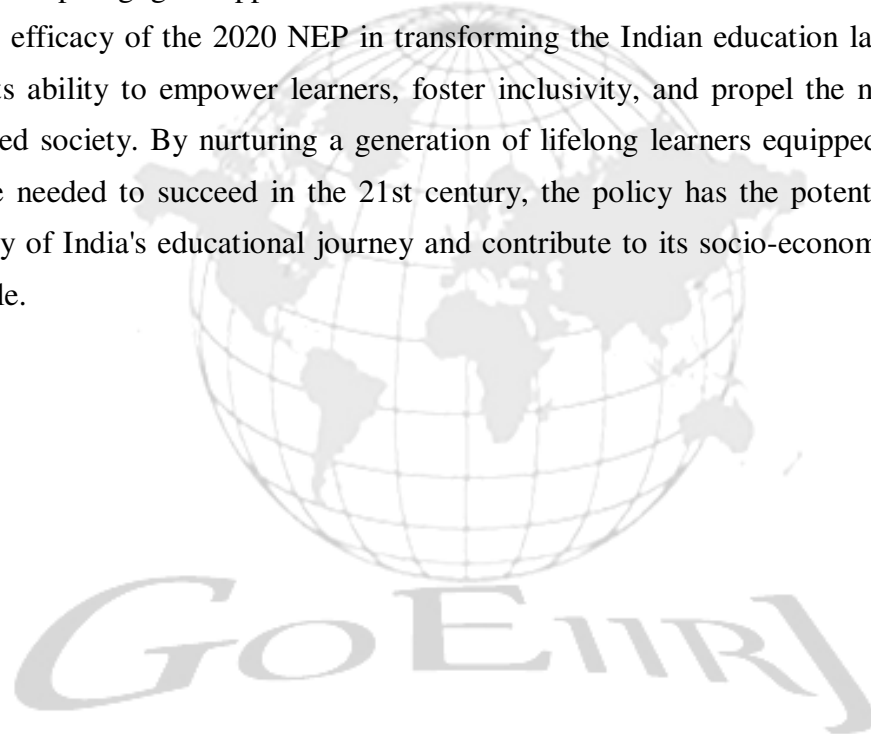 efficacy of the 2020 NEP in transforming the Indian education la
ts ability to empower learners, foster inclusivity, and propel the n
ed society. By nurturing a generation of lifelong learners equipped
e needed to succeed in the 21st century, the policy has the potent
y of India's educational journey and contribute to its socio-econom
le.
GOEIIRJ